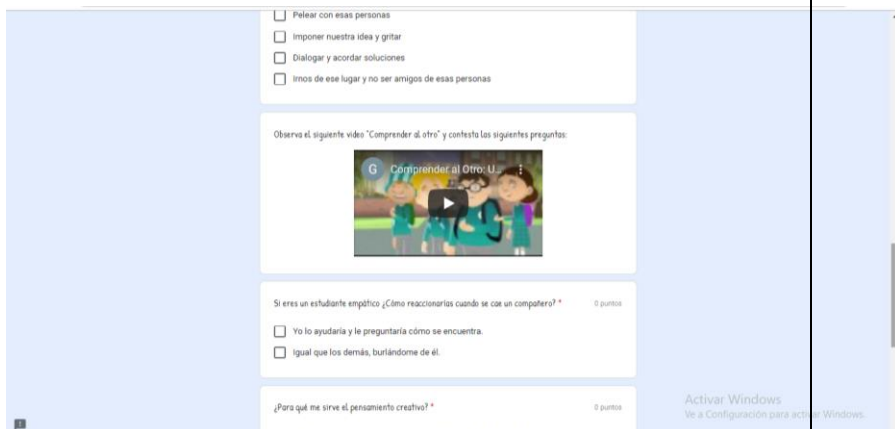 Pelear con esas personas
Imponer nuestra idea y gritar
Dialogar y acordar soluciones
Irnos de ese lugar y no ser amigos de esas personas
Observa el siguiente video "Comprender al otro" y contesta las siguientes preguntas:
G Comprender al Otro: U...
Si eres un estudiante empático ¿Cómo reaccionarías cuando se cae un compañero? * 0 puntos
Yo lo ayudaría y le preguntaría cómo se encuentra.
Igual que los demás, burlándome de él.
¿Para qué me sirve el pensamiento creativo? * 0 puntos
Activar Windows
Ve a Configuración para activar Windows.